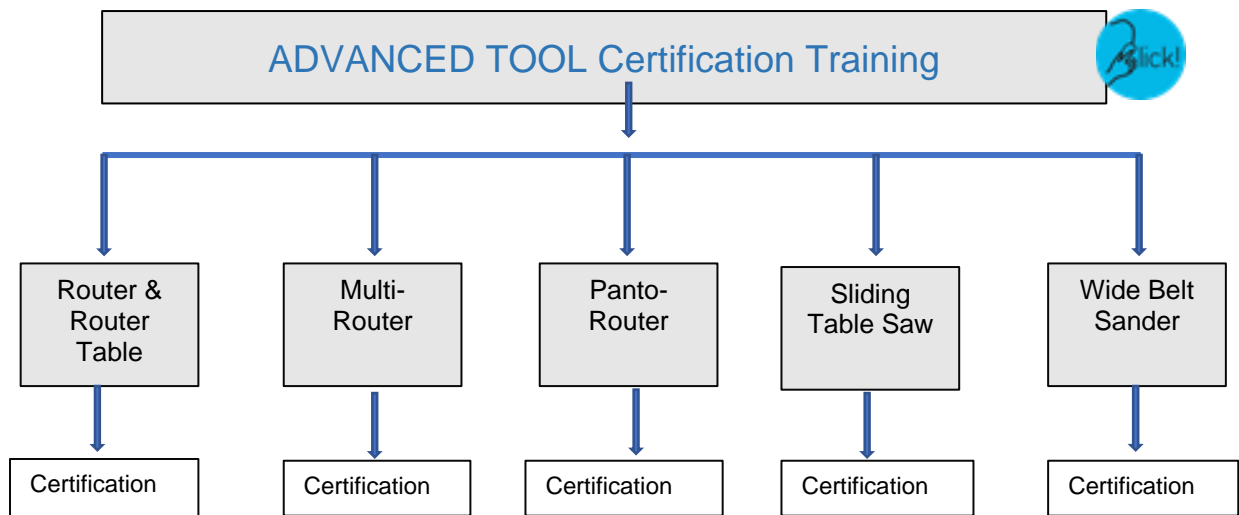 ADVANCED TOOL Certification Training
lick!
Router &
Router
Table
Multi-
Router
Panto-
Router
Sliding
Table Saw
Wide Belt
Sander
Certification
Certification
Certification
Certification
Certification